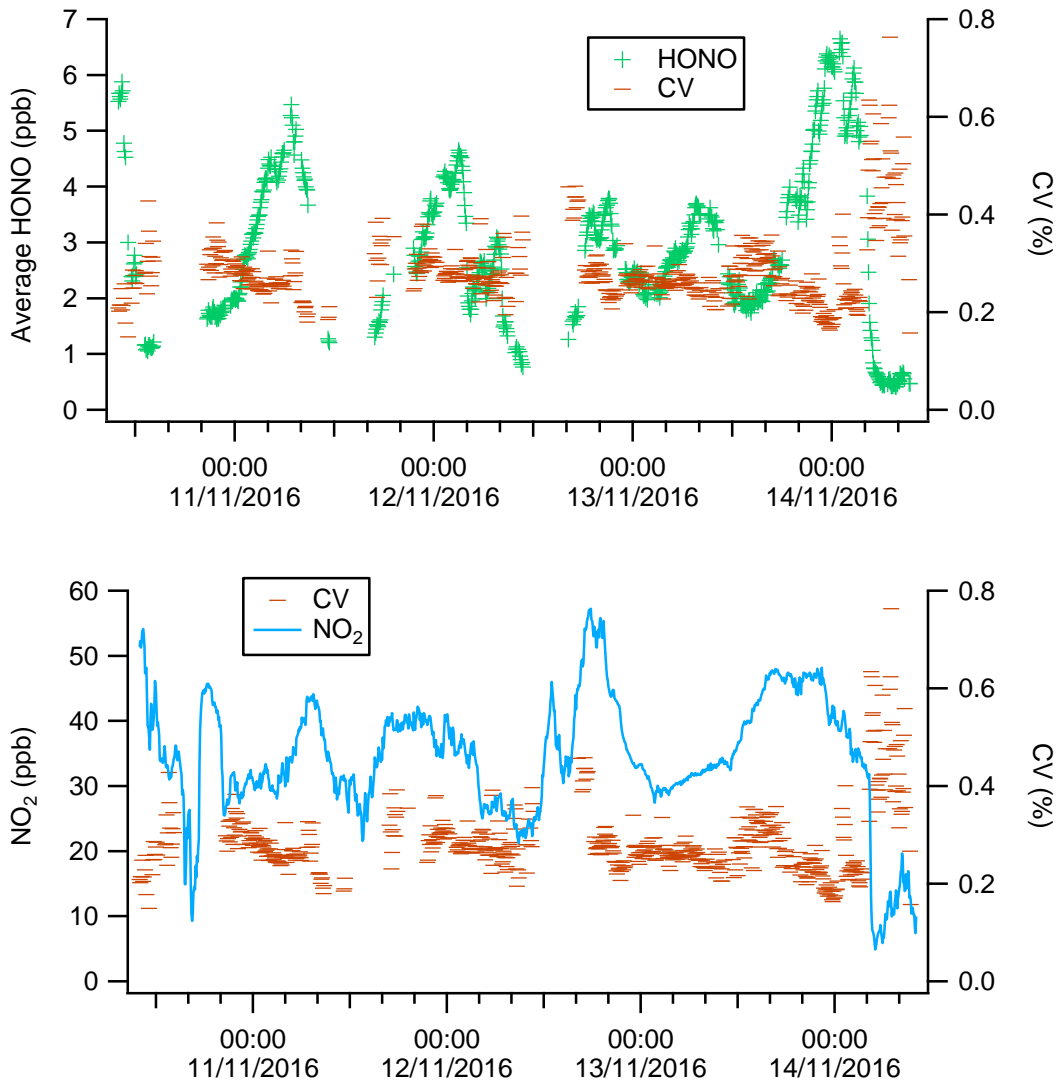 7
6
5
4
3
2
1
0
Average HONO (ppb)
0.8
0.6
0.4
0.2
0.0
CV (%)
HONO
CV
00:00 00:00 00:00 00:00
11/11/2016 12/11/2016 13/11/2016 14/11/2016
60
50
40
30
20
10
0
NO₂ (ppb)
0.8
0.6
0.4
0.2
0.0
CV (%)
CV
NO₂
00:00 00:00 00:00 00:00
11/11/2016 12/11/2016 13/11/2016 14/11/2016